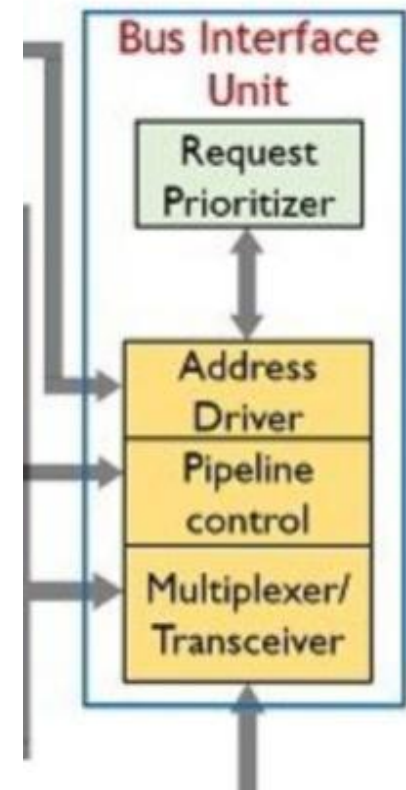 Bus Interface
Unit
Request
Prioritizer
Address
Driver
Pipeline
control
Multiplexer/
Transceiver